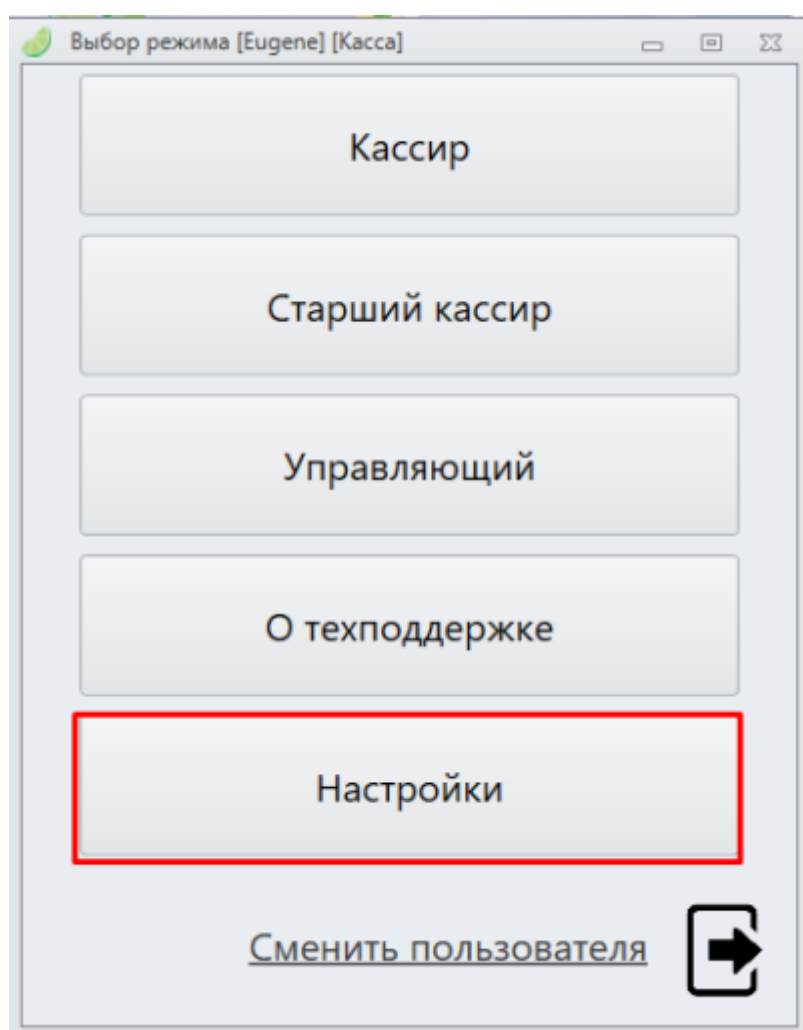 Выбор режима [Eugene] [Касса]
Кассир
Старший кассир
Управляющий
О техподдержке
Настройки
Сменить пользователя